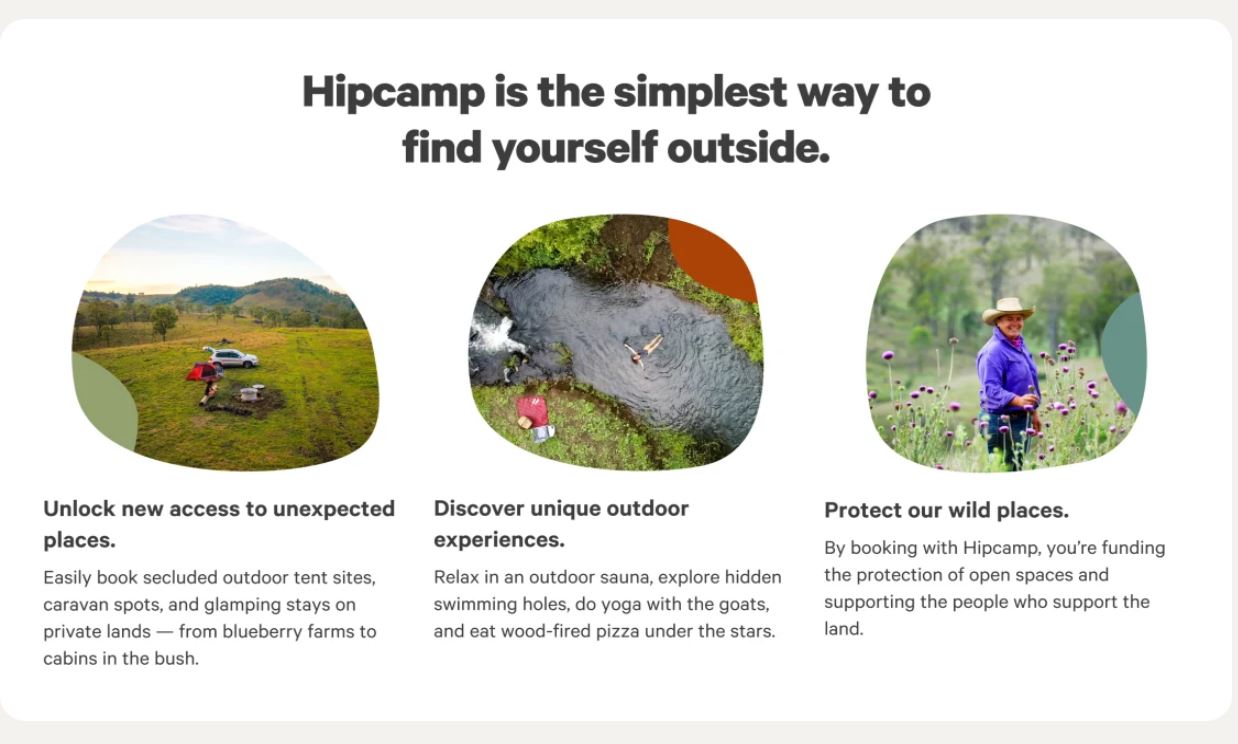 Hipcamp is the simplest way to
find yourself outside.
Unlock new access to unexpected
places.
Easily book secluded outdoor tent sites,
caravan spots, and glamping stays on
private lands — from blueberry farms to
cabins in the bush.
Discover unique outdoor
experiences.
Relax in an outdoor sauna, explore hidden
swimming holes, do yoga with the goats,
and eat wood-fired pizza under the stars.
Protect our wild places.
By booking with Hipcamp, you’re funding
the protection of open spaces and
supporting the people who support the
land.